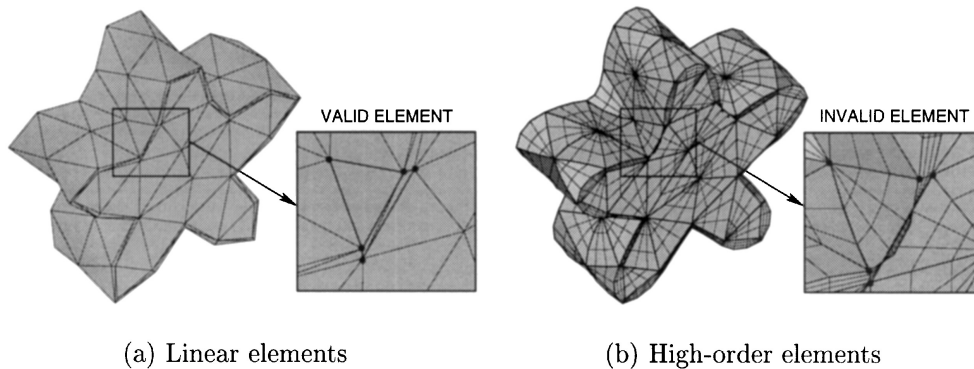 VALID ELEMENT
INVALID ELEMENT
(a) Linear elements
(b) High-order elements